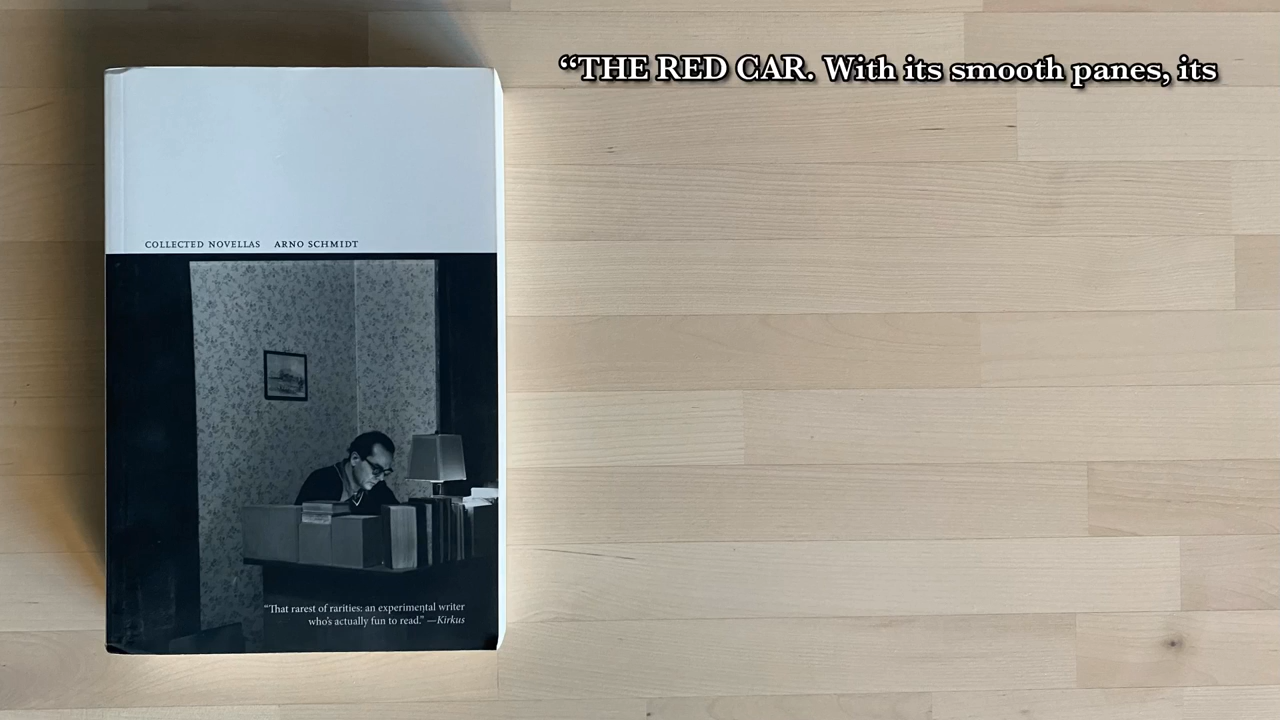 “THE RED CAR. With its smooth panes, its
COLLECTED NOVELLAS ARNO SCHMIDT
“That rarest of rarities: an experimental writer
who’s actually fun to read.” —Kirkus